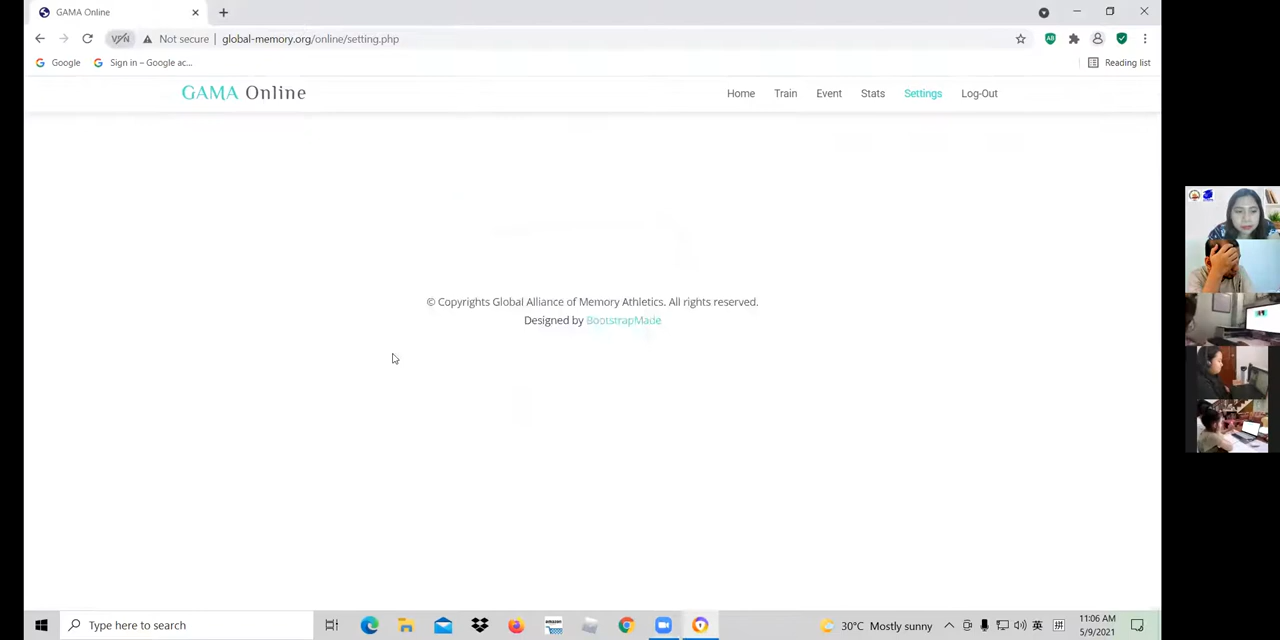 GAMA Online
Not secure | global-memory.org/online/setting.php
Google Sign in – Google ac...
Reading list
GAMA Online
Home Train Event Stats Settings Log-Out
© Copyrights Global Alliance of Memory Athletics. All rights reserved.
Designed by BootstrapMade
Type here to search
30°C Mostly sunny
英
拼
11:06 AM
5/9/2021